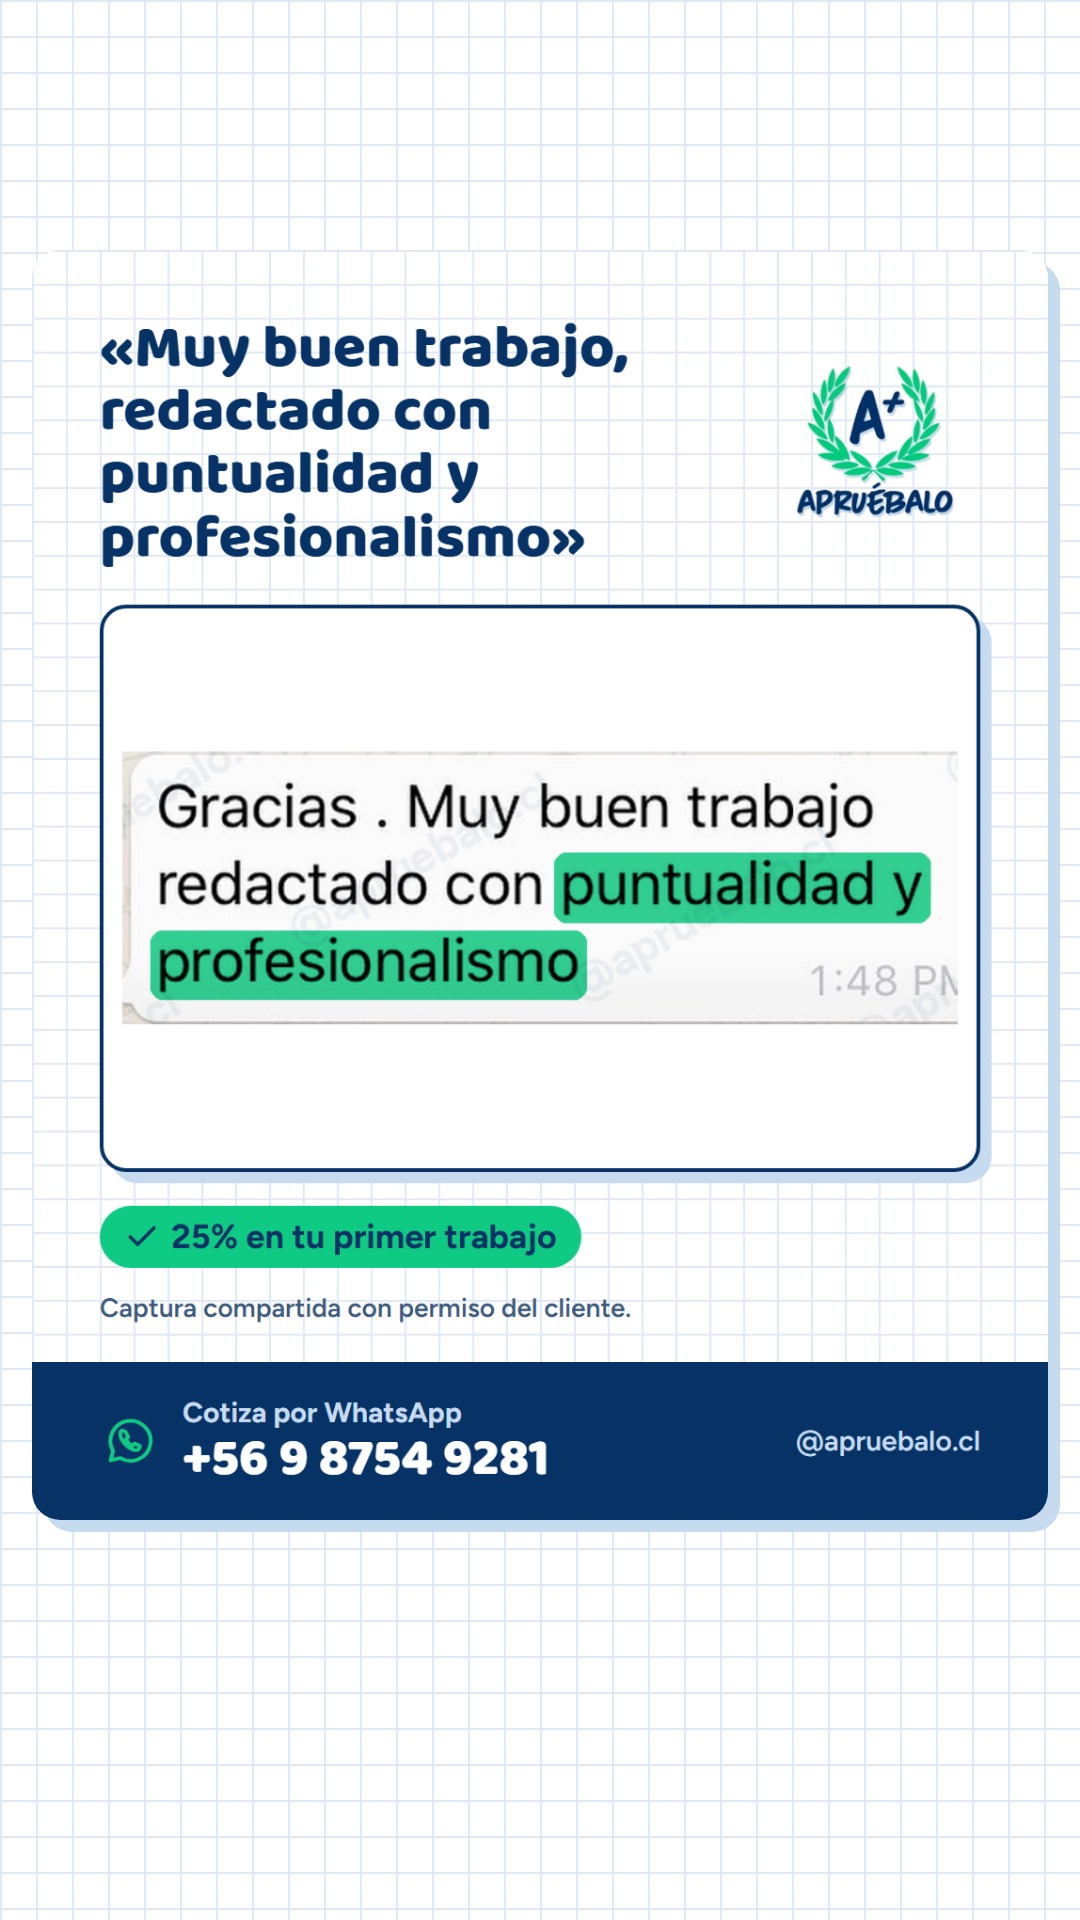 «Muy buen trabajo,
redactado con
puntualidad y
profesionalismo»
A+
APRUÉBALO
Gracias . Muy buen trabajo
redactado con puntualidad y
profesionalismo
1:48 PM
@apruebalo.cl
25% en tu primer trabajo
Captura compartida con permiso del cliente.
Cotiza por WhatsApp
+56 9 8754 9281
@apruebalo.cl